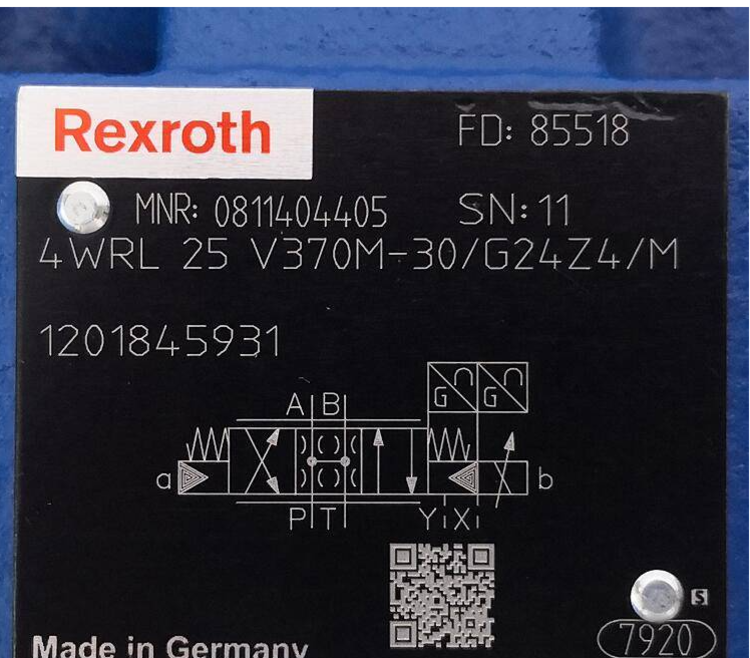 Rexroth
FD: 85518
MNR: 0811404405 SN: 11
4WRL 25 V370M-30/G24Z4/M
1201845931
G G
A B
a b
P T Y X
S
7920
Made in Germany